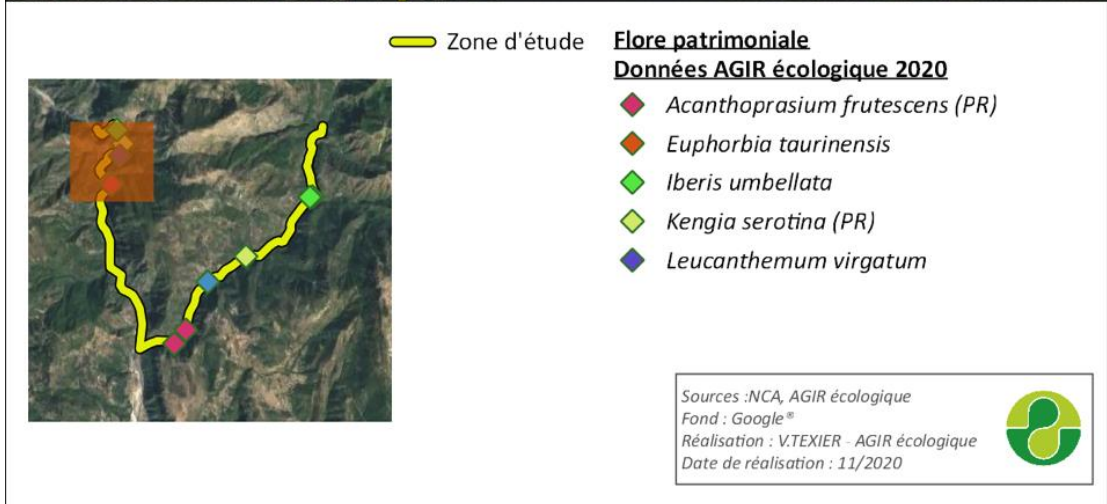 Zone d'étude
Flore patrimoniale
Données AGIR écologique 2020
Acanthoprasium frutescens (PR)
Euphorbia taurinensis
Iberis umbellata
Kengia serotina (PR)
Leucanthemum virgatum
Sources :NCA, AGIR écologique
Fond : Google®
Réalisation : V.TEXIER - AGIR écologique
Date de réalisation : 11/2020